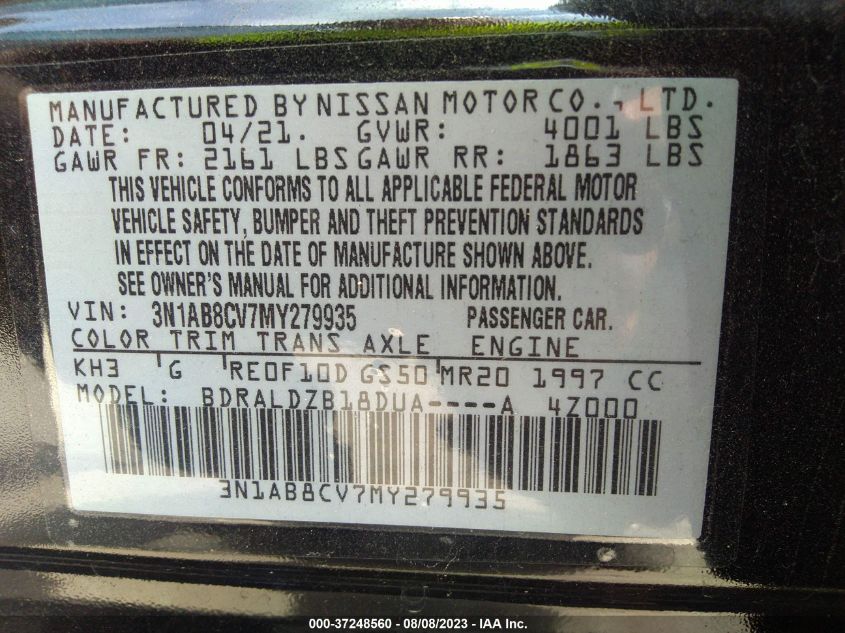 MANUFACTURED BY NISSAN MOTOR CO., LTD.
DATE: 04/21. GVWR: 4001 LBS
GAWR FR: 2161 LBS GAWR RR: 1863 LBS
THIS VEHICLE CONFORMS TO ALL APPLICABLE FEDERAL MOTOR
VEHICLE SAFETY, BUMPER AND THEFT PREVENTION STANDARDS
IN EFFECT ON THE DATE OF MANUFACTURE SHOWN ABOVE.
SEE OWNER'S MANUAL FOR ADDITIONAL INFORMATION.
VIN: 3N1AB8CV7MY279935 PASSENGER CAR.
COLOR TRIM TRANS AXLE ENGINE
KH3 G RE0F10D GS50 MR20 1997 CC
MODEL: BDRALDZB18DUA----A 4Z000
3N1AB8CV7MY279935
000-37248560 - 08/08/2023 - IAA Inc.